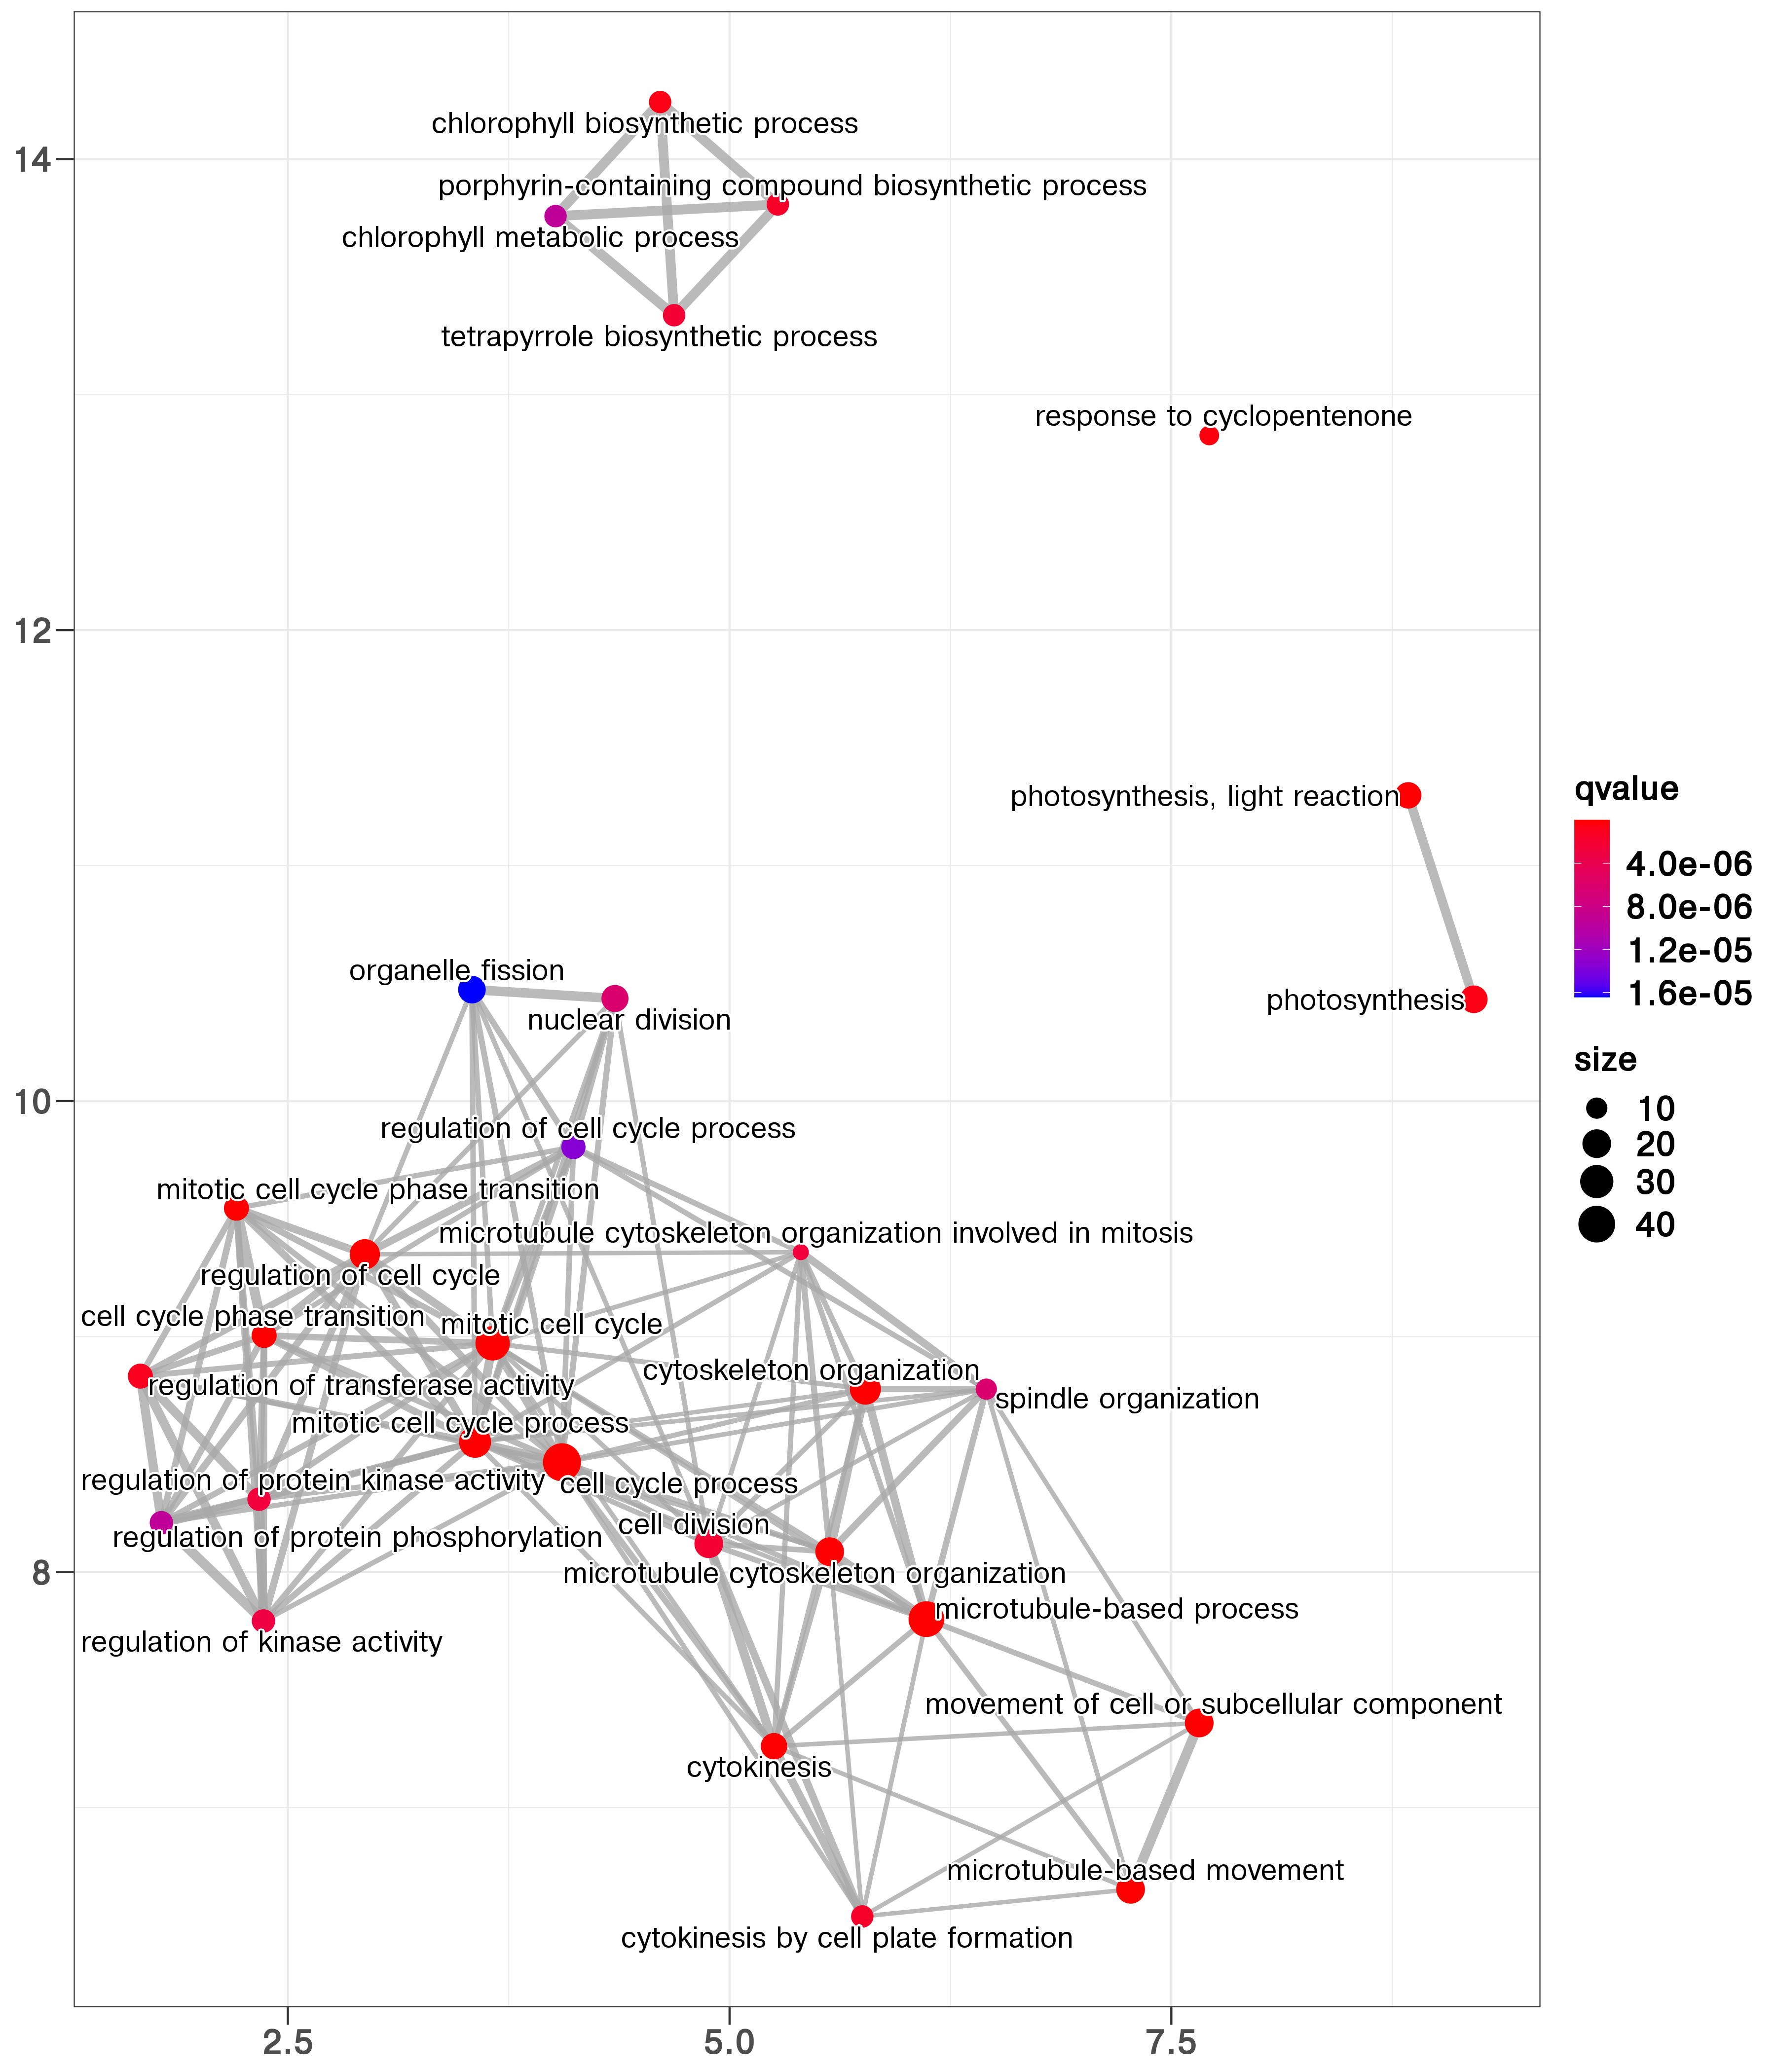 chlorophyll biosynthetic process
14
porphyrin-containing compound biosynthetic process
chlorophyll metabolic process
tetrapyrrole biosynthetic process
response to cyclopentenone
12
photosynthesis, light reaction
qvalue
4.0e-06
8.0e-06
1.2e-05
1.6e-05
organelle fission
photosynthesis
nuclear division
size
10
20
30
40
10
regulation of cell cycle process
mitotic cell cycle phase transition
microtubule cytoskeleton organization involved in mitosis
regulation of cell cycle
cell cycle phase transition
mitotic cell cycle
cytoskeleton organization
regulation of transferase activity
spindle organization
mitotic cell cycle process
regulation of protein kinase activity
cell cycle process
regulation of protein phosphorylation
cell division
8
microtubule cytoskeleton organization
microtubule-based process
regulation of kinase activity
movement of cell or subcellular component
cytokinesis
microtubule-based movement
cytokinesis by cell plate formation
2.5
5.0
7.5